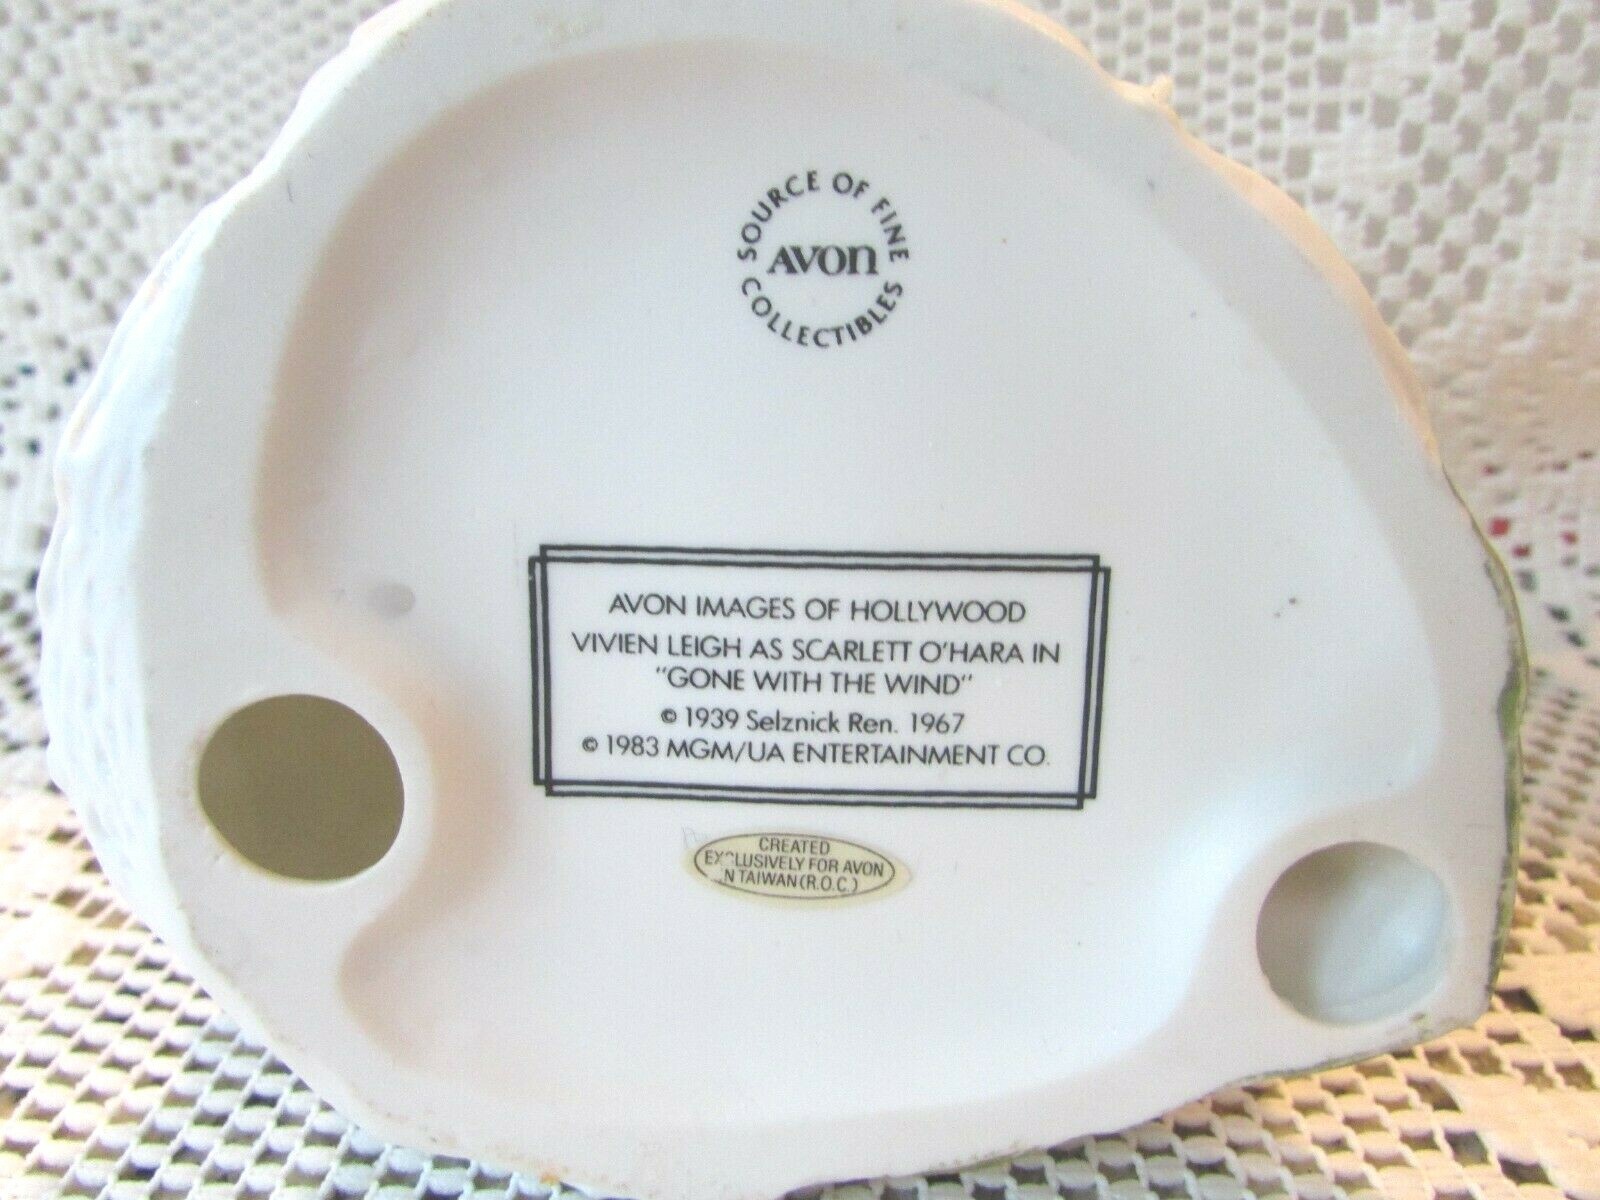 SOURCE OF FINE
AVON
COLLECTIBLES
AVON IMAGES OF HOLLYWOOD
VIVIEN LEIGH AS SCARLETT O'HARA IN
"GONE WITH THE WIND"
© 1939 Selznick Ren. 1967
© 1983 MGM/UA ENTERTAINMENT CO.
CREATED
EXCLUSIVELY FOR AVON
IN TAIWAN (R.O.C.)